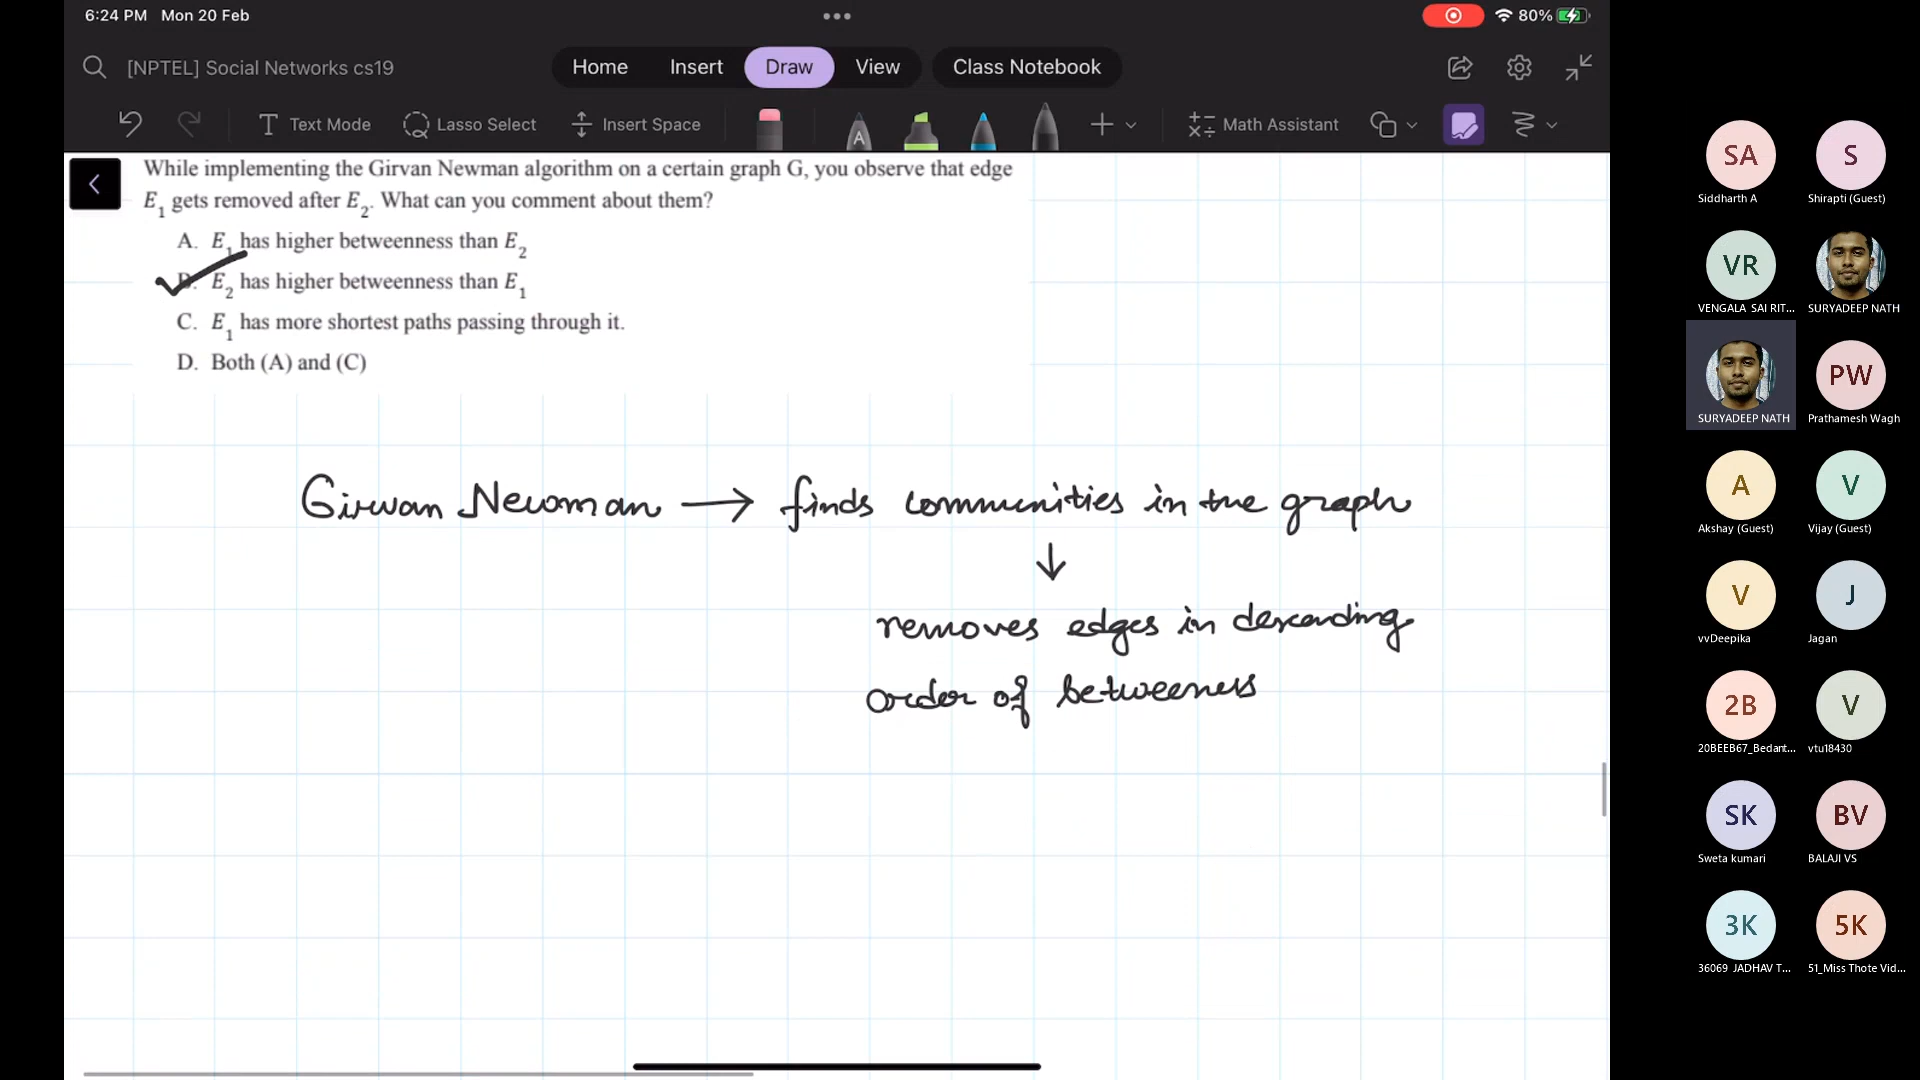 6:24 PM Mon 20 Feb
80%
[NPTEL] Social Networks cs19
Home Insert Draw View Class Notebook
Text Mode Lasso Select Insert Space A Math Assistant
While implementing the Girvan Newman algorithm on a certain graph G, you observe that edge
E1 gets removed after E2. What can you comment about them?
A. E1 has higher betweenness than E2
B. E2 has higher betweenness than E1
C. E1 has more shortest paths passing through it.
D. Both (A) and (C)
Girvan Newman → finds communities in the graph
↓
removes edges in descending
order of betweeness
SA S
Siddharth A Shirapti (Guest)
VR
VENGALA SAI RIT... SURYADEEP NATH
PW
SURYADEEP NATH Prathamesh Wagh
A V
Akshay (Guest) Vijay (Guest)
V J
vvDeepika Jagan
2B V
20BEEB67_Bedant... vtu18430
SK BV
Sweta kumari BALAJI VS
3K 5K
36069 JADHAV T... 51_Miss Thote Vid...